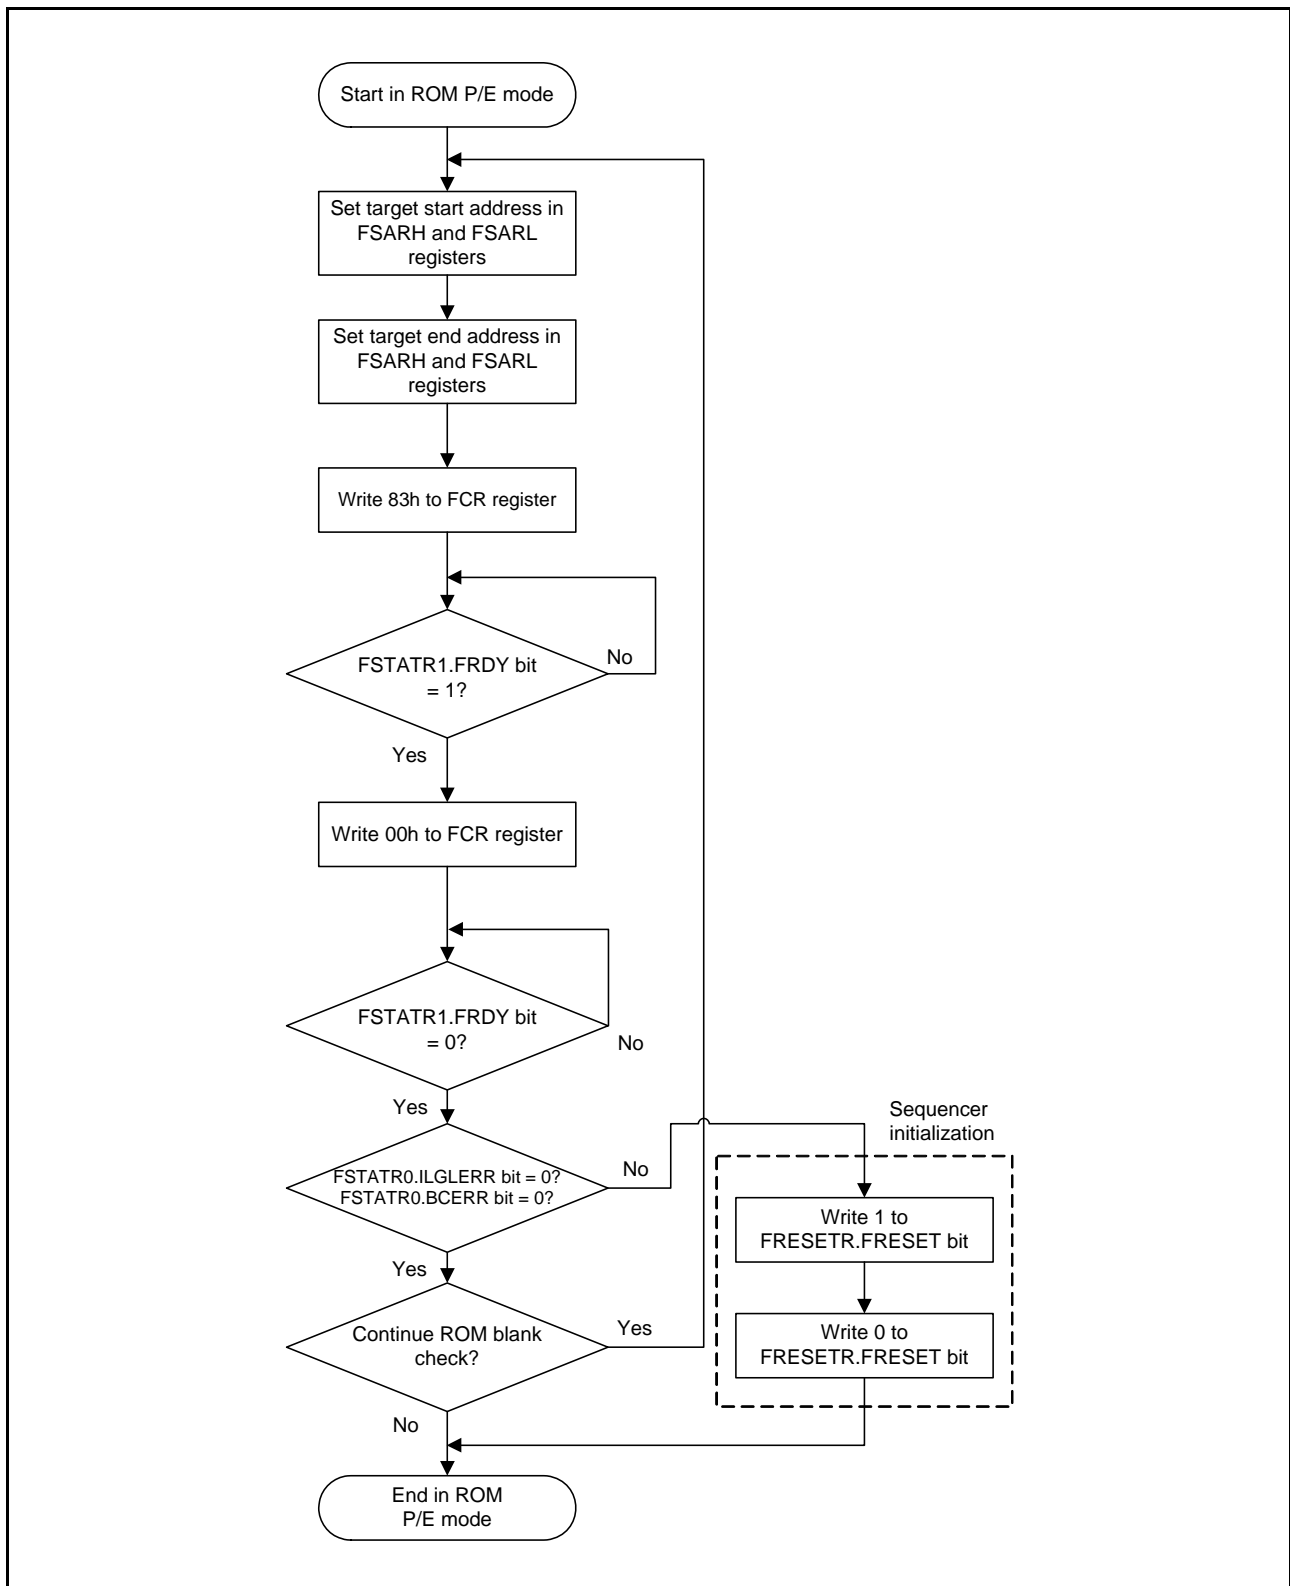 Start in ROM P/E mode
Set target start address in
FSARH and FSARL
registers
Set target end address in
FSARH and FSARL
registers
Write 83h to FCR register
FSTATR1.FRDY bit
= 1?
No
Yes
Write 00h to FCR register
FSTATR1.FRDY bit
= 0?
No
Yes
FSTATR0.ILGLERR bit = 0?
FSTATR0.BCERR bit = 0?
No
Yes
Sequencer
initialization
Write 1 to
FRESETR.FRESET bit
Write 0 to
FRESETR.FRESET bit
Continue ROM blank
check?
Yes
No
End in ROM
P/E mode